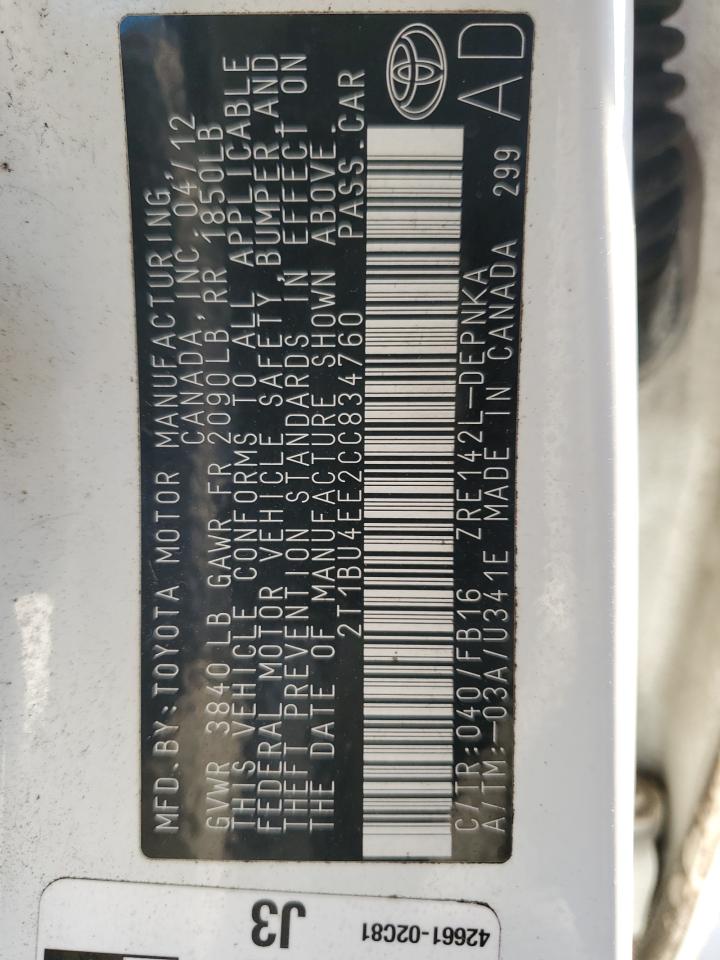 MFD.BY:TOYOTA MOTOR MANUFACTURING,
CANADA,INC. 04/12
GVWR 3840 LB GAWR FR 2090LB RR 1850LB
THIS VEHICLE CONFORMS TO ALL APPLICABLE
FEDERAL MOTOR VEHICLE SAFETY,BUMPER,AND
THEFT PREVENTION STANDARDS IN EFFECT ON
THE DATE OF MANUFACTURE SHOWN ABOVE.
2T1BU4EE2CC834760 PASS.CAR
C/TR:040/FB16 ZRE142L-DEPNKA
A/TM:-03A/U341E MADE IN CANADA 299
AD
J3
42661-02C81